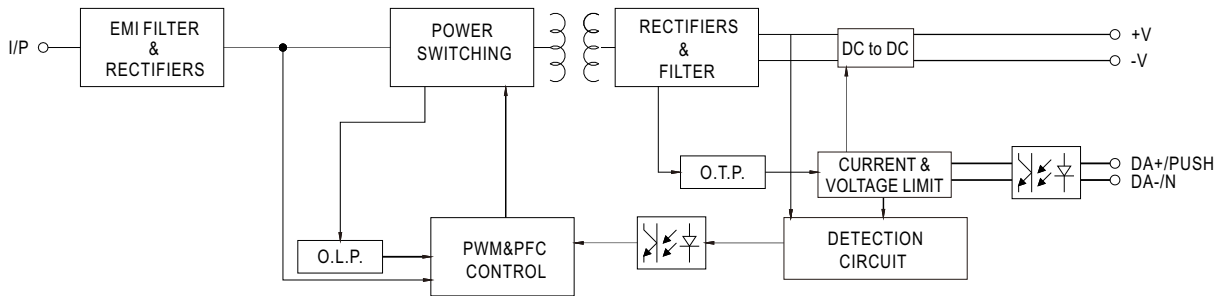 I/P
EMI FILTER
&
RECTIFIERS
POWER
SWITCHING
RECTIFIERS
&
FILTER
DC to DC
+V
-V
O.T.P.
CURRENT &
VOLTAGE LIMIT
DA+/PUSH
DA-/N
O.L.P.
PWM&PFC
CONTROL
DETECTION
CIRCUIT